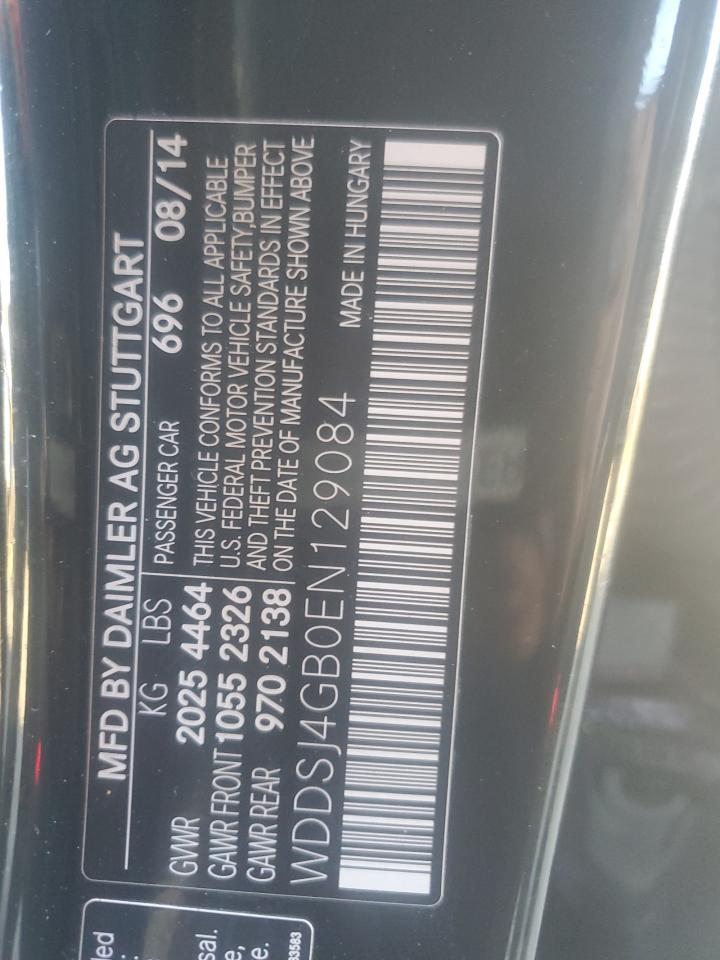 MFD BY DAIMLER AG STUTTGART
KG LBS PASSENGER CAR 696 08/14
GVWR 2025 4464
GAWR FRONT 1055 2326
GAWR REAR 970 2138
THIS VEHICLE CONFORMS TO ALL APPLICABLE
U.S. FEDERAL MOTOR VEHICLE SAFETY,BUMPER
AND THEFT PREVENTION STANDARDS IN EFFECT
ON THE DATE OF MANUFACTURE SHOWN ABOVE
WDDSJ4GB0EN129084
MADE IN HUNGARY
sal.
e,
e.